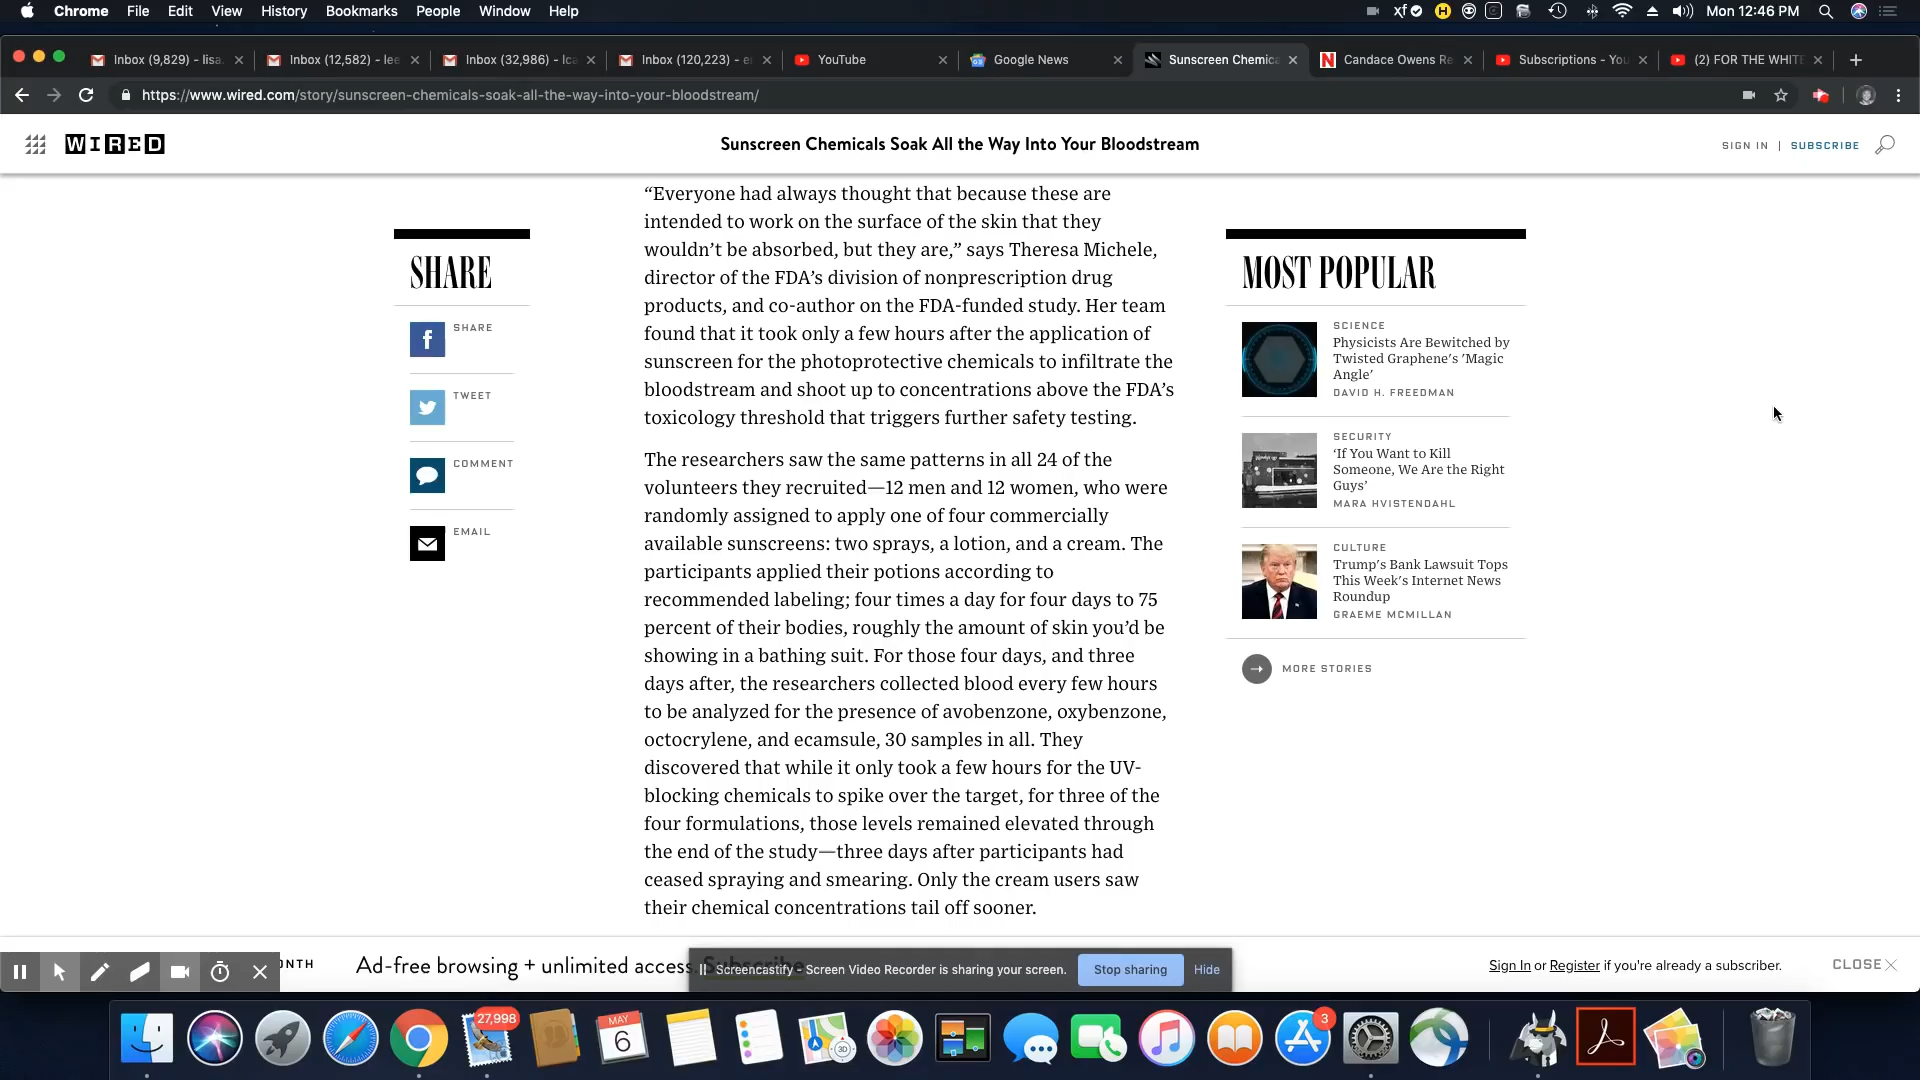 Chrome File Edit View History Bookmarks People Window Help
xf H Mon 12:46 PM
Inbox (9,829) - lisa.
Inbox (12,582) - lee
Inbox (32,986) - lca
Inbox (120,223) - e
YouTube
Google News
Sunscreen Chemica
Candace Owens Re
Subscriptions - You
(2) FOR THE WHITE
https://www.wired.com/story/sunscreen-chemicals-soak-all-the-way-into-your-bloodstream/
WIRED
Sunscreen Chemicals Soak All the Way Into Your Bloodstream
SIGN IN | SUBSCRIBE
SHARE
SHARE
TWEET
COMMENT
EMAIL
“Everyone had always thought that because these are
intended to work on the surface of the skin that they
wouldn’t be absorbed, but they are,” says Theresa Michele,
director of the FDA’s division of nonprescription drug
products, and co-author on the FDA-funded study. Her team
found that it took only a few hours after the application of
sunscreen for the photoprotective chemicals to infiltrate the
bloodstream and shoot up to concentrations above the FDA’s
toxicology threshold that triggers further safety testing.
The researchers saw the same patterns in all 24 of the
volunteers they recruited—12 men and 12 women, who were
randomly assigned to apply one of four commercially
available sunscreens: two sprays, a lotion, and a cream. The
participants applied their potions according to
recommended labeling; four times a day for four days to 75
percent of their bodies, roughly the amount of skin you’d be
showing in a bathing suit. For those four days, and three
days after, the researchers collected blood every few hours
to be analyzed for the presence of avobenzone, oxybenzone,
octocrylene, and ecamsule, 30 samples in all. They
discovered that while it only took a few hours for the UV-
blocking chemicals to spike over the target, for three of the
four formulations, those levels remained elevated through
the end of the study—three days after participants had
ceased spraying and smearing. Only the cream users saw
their chemical concentrations tail off sooner.
MOST POPULAR
SCIENCE
Physicists Are Bewitched by
Twisted Graphene's 'Magic
Angle'
DAVID H. FREEDMAN
SECURITY
‘If You Want to Kill
Someone, We Are the Right
Guys’
MARA HVISTENDAHL
CULTURE
Trump's Bank Lawsuit Tops
This Week's Internet News
Roundup
GRAEME MCMILLAN
MORE STORIES
ONTH
Ad-free browsing + unlimited access. Subscribe
Screencastify - Screen Video Recorder is sharing your screen.
Stop sharing
Hide
Sign In or Register if you're already a subscriber.
CLOSE
27,998
MAY
6
3D
3